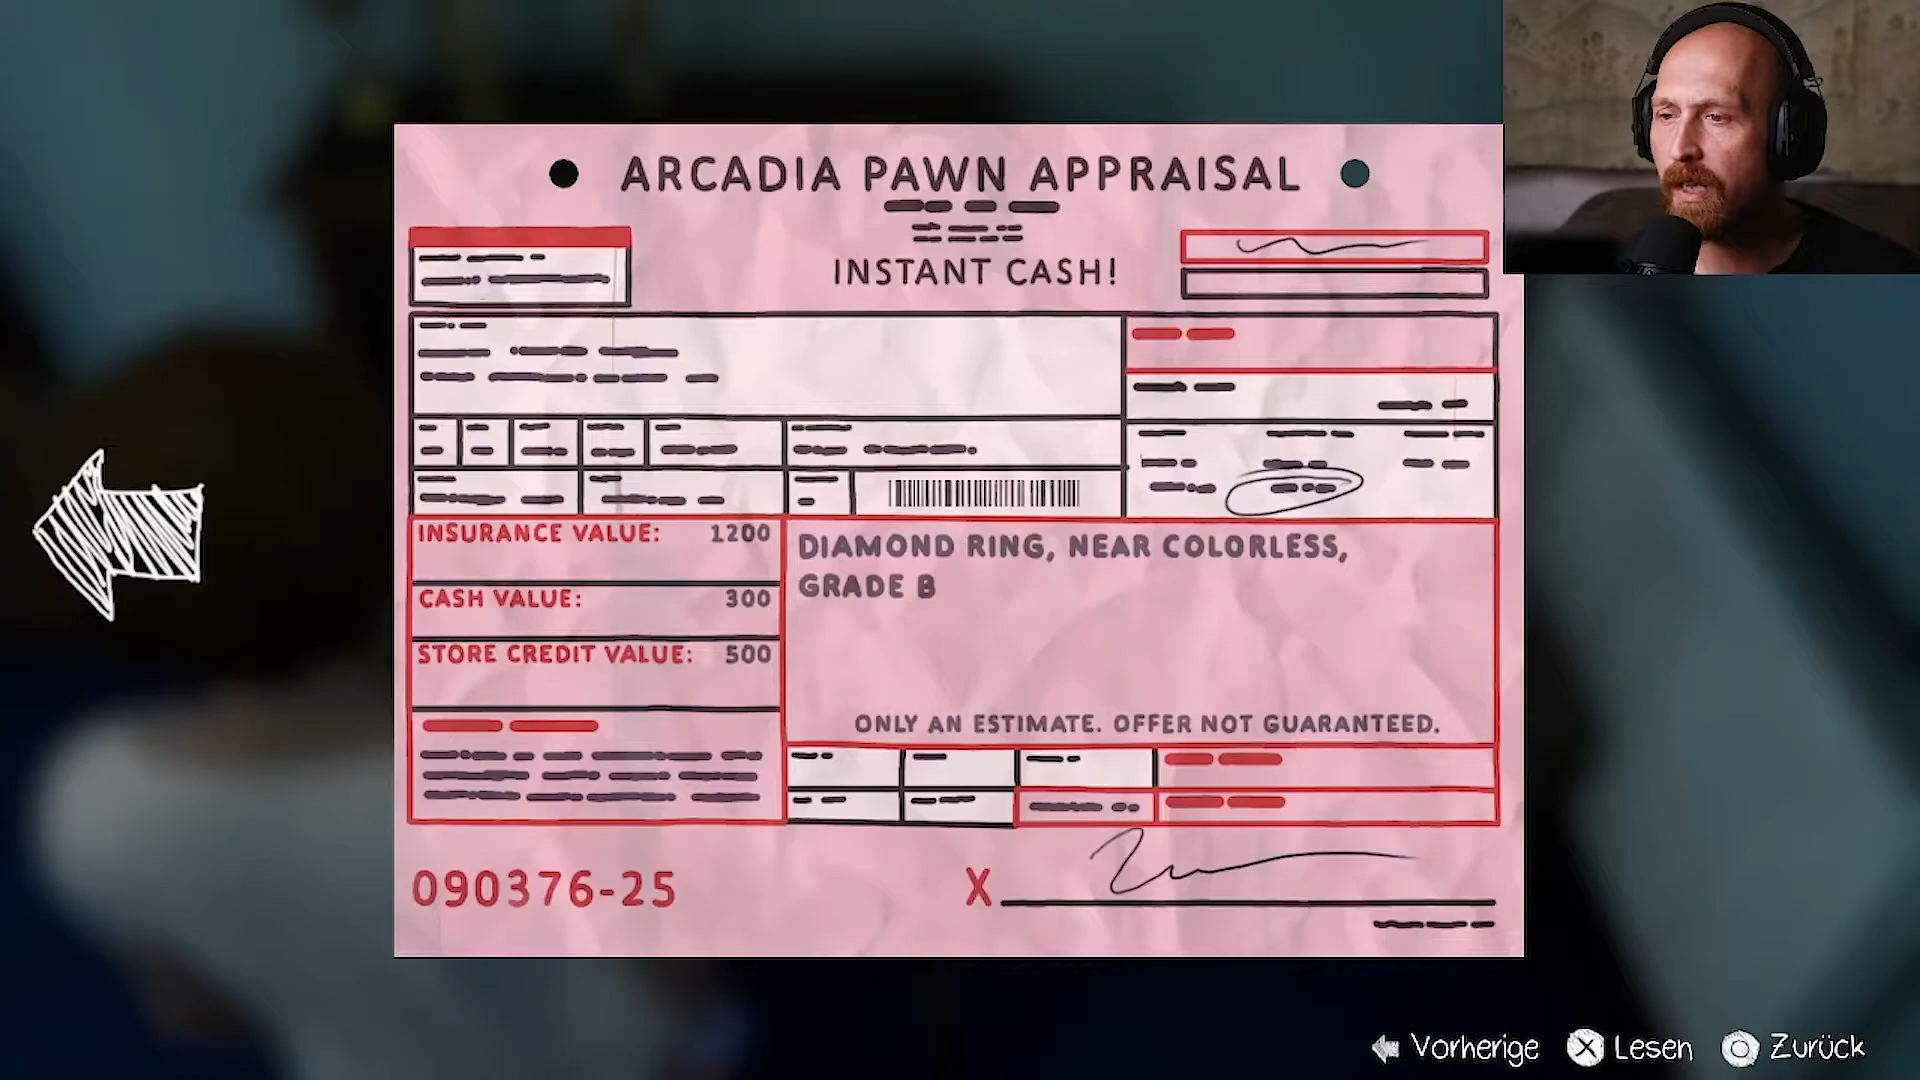 ARCADIA PAWN APPRAISAL
INSTANT CASH!
INSURANCE VALUE: 1200
CASH VALUE: 300
STORE CREDIT VALUE: 500
DIAMOND RING, NEAR COLORLESS,
GRADE B
ONLY AN ESTIMATE. OFFER NOT GUARANTEED.
090376-25
X
Vorherige
Lesen
Zurück